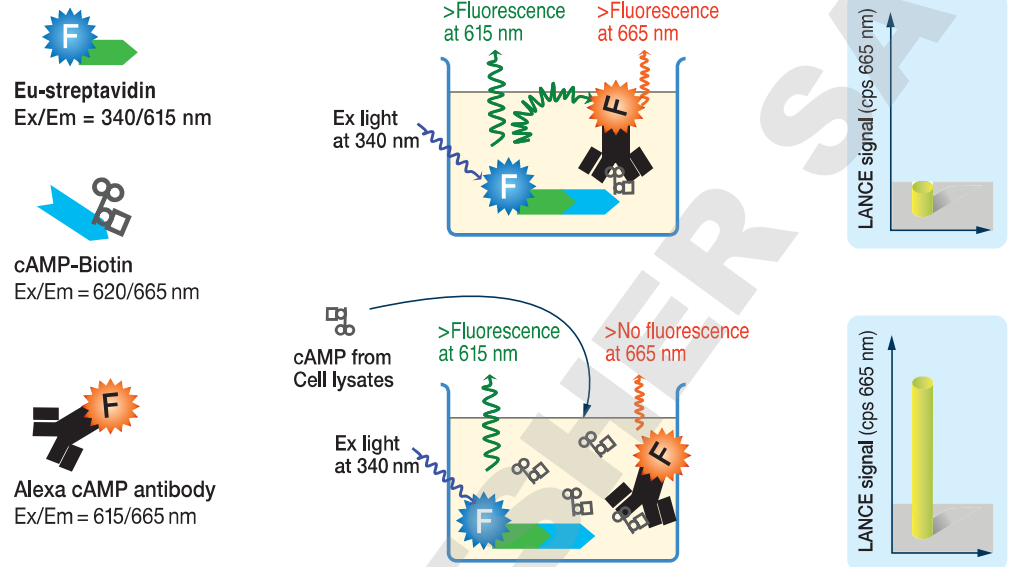 F
Eu-streptavidin
Ex/Em = 340/615 nm
cAMP-Biotin
Ex/Em = 620/665 nm
F
Alexa cAMP antibody
Ex/Em = 615/665 nm
>Fluorescence
at 615 nm
>Fluorescence
at 665 nm
Ex light
at 340 nm
F
F
LANCE signal (cps 665 nm)
cAMP from
Cell lysates
>Fluorescence
at 615 nm
>No fluorescence
at 665 nm
Ex light
at 340 nm
F
F
LANCE signal (cps 665 nm)
ESHER SA